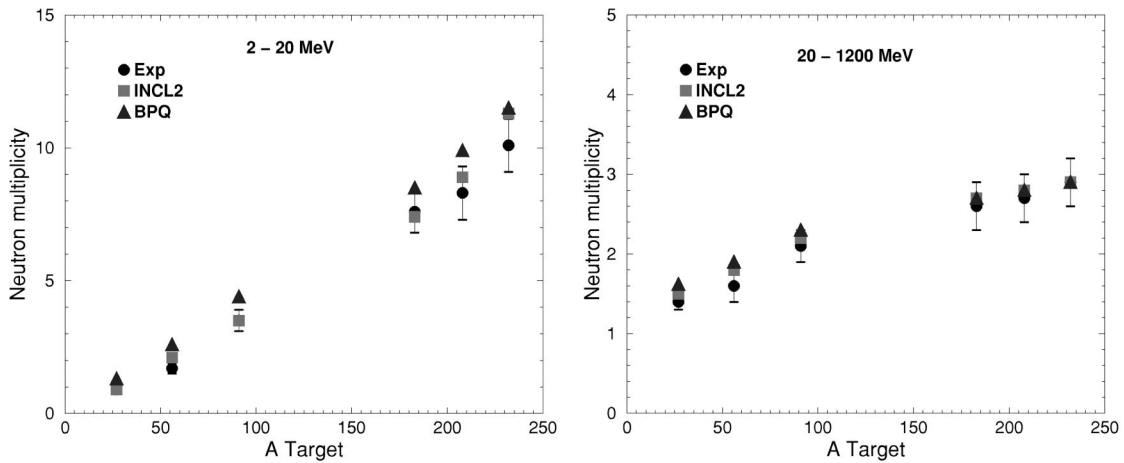 15
10
5
0
Neutron multiplicity
2 – 20 MeV
Exp
INCL2
BPQ
0 50 100 150 200 250
A Target
5
4
3
2
1
0
Neutron multiplicity
20 – 1200 MeV
Exp
INCL2
BPQ
0 50 100 150 200 250
A Target